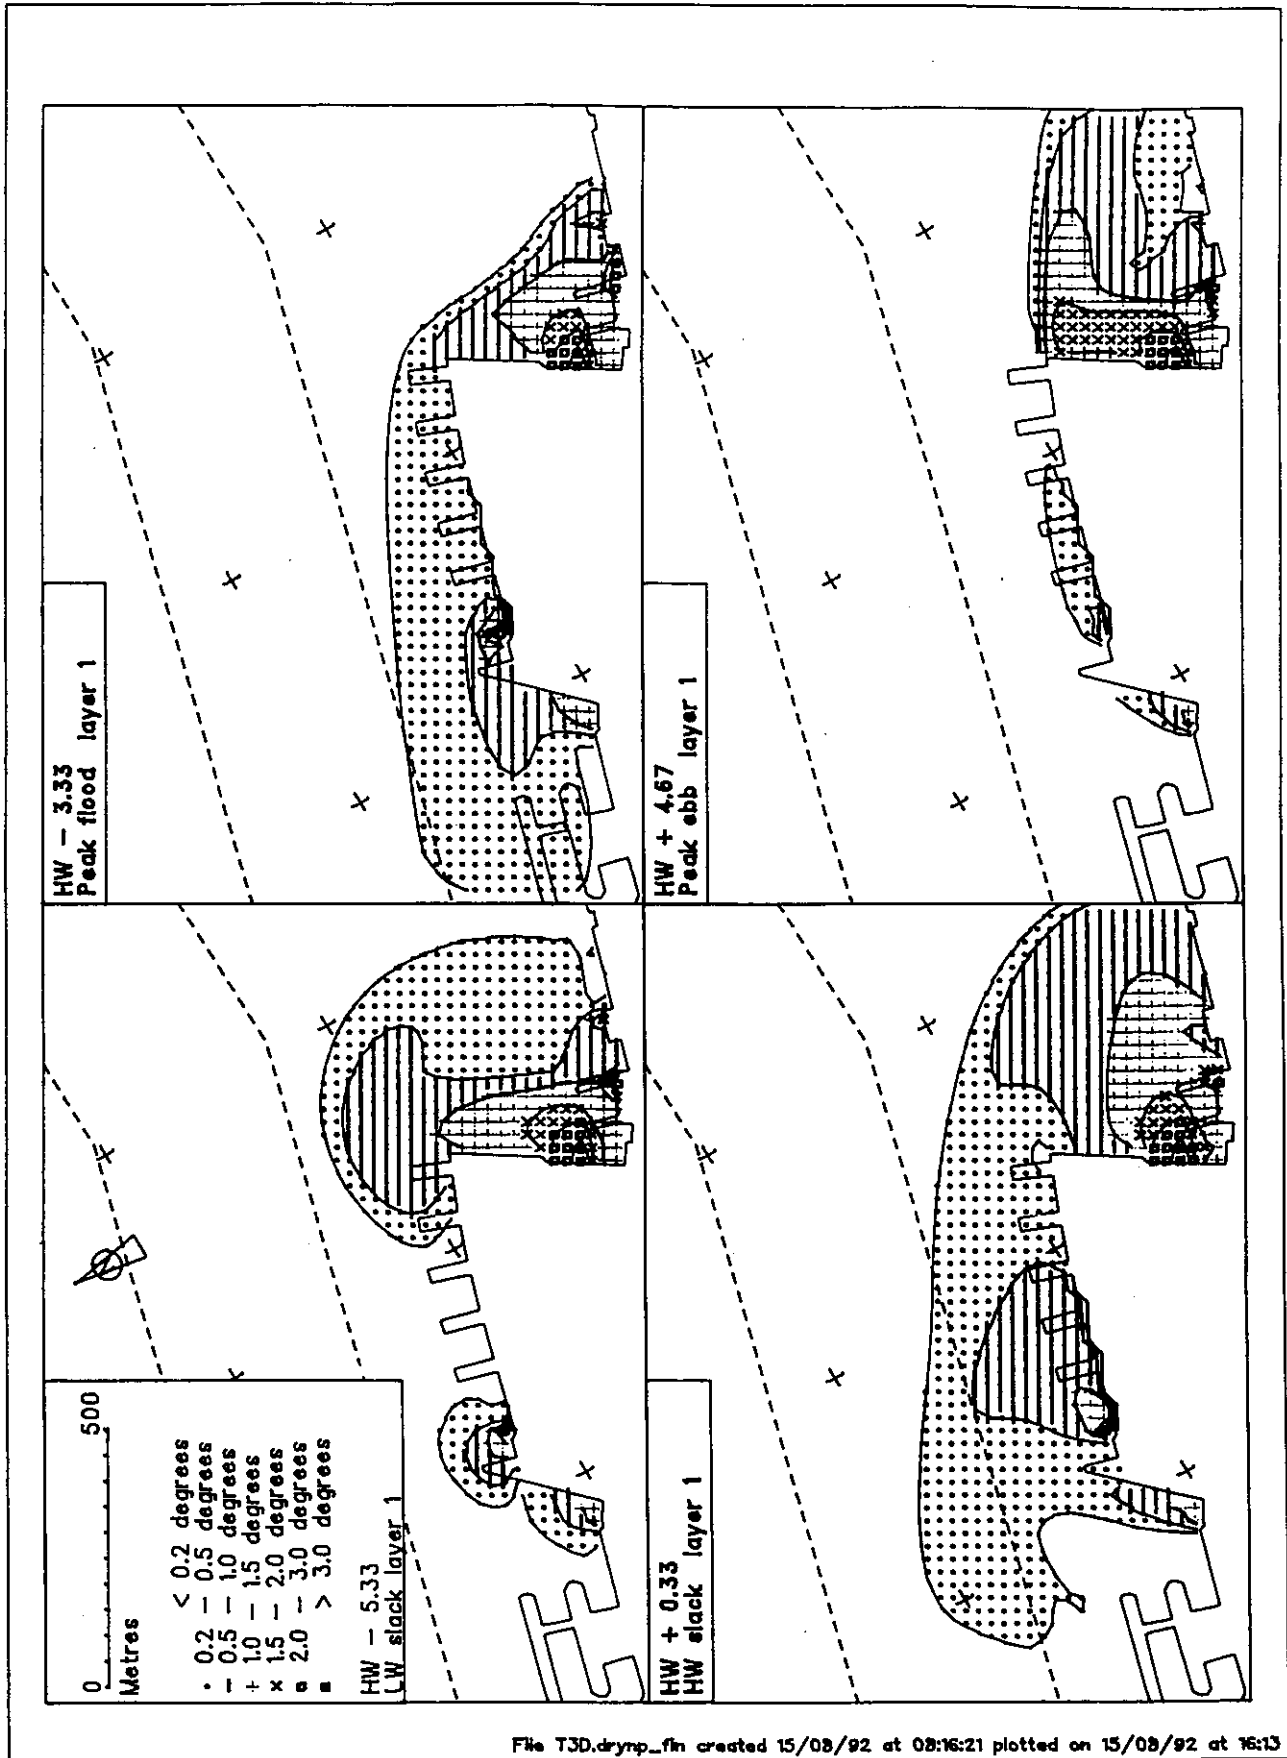 HW - 3.33
Peak flood layer 1
HW + 4.67
Peak ebb layer 1
0 500
Metres
< 0.2 degrees
• 0.2 - 0.5 degrees
— 0.5 - 1.0 degrees
+ 1.0 - 1.5 degrees
× 1.5 - 2.0 degrees
▫ 2.0 - 3.0 degrees
▪ > 3.0 degrees
HW - 5.33
LW slack layer 1
HW + 0.33
HW slack layer 1
File T3D.drynp_fin created 15/09/92 at 08:16:21 plotted on 15/09/92 at 16:13